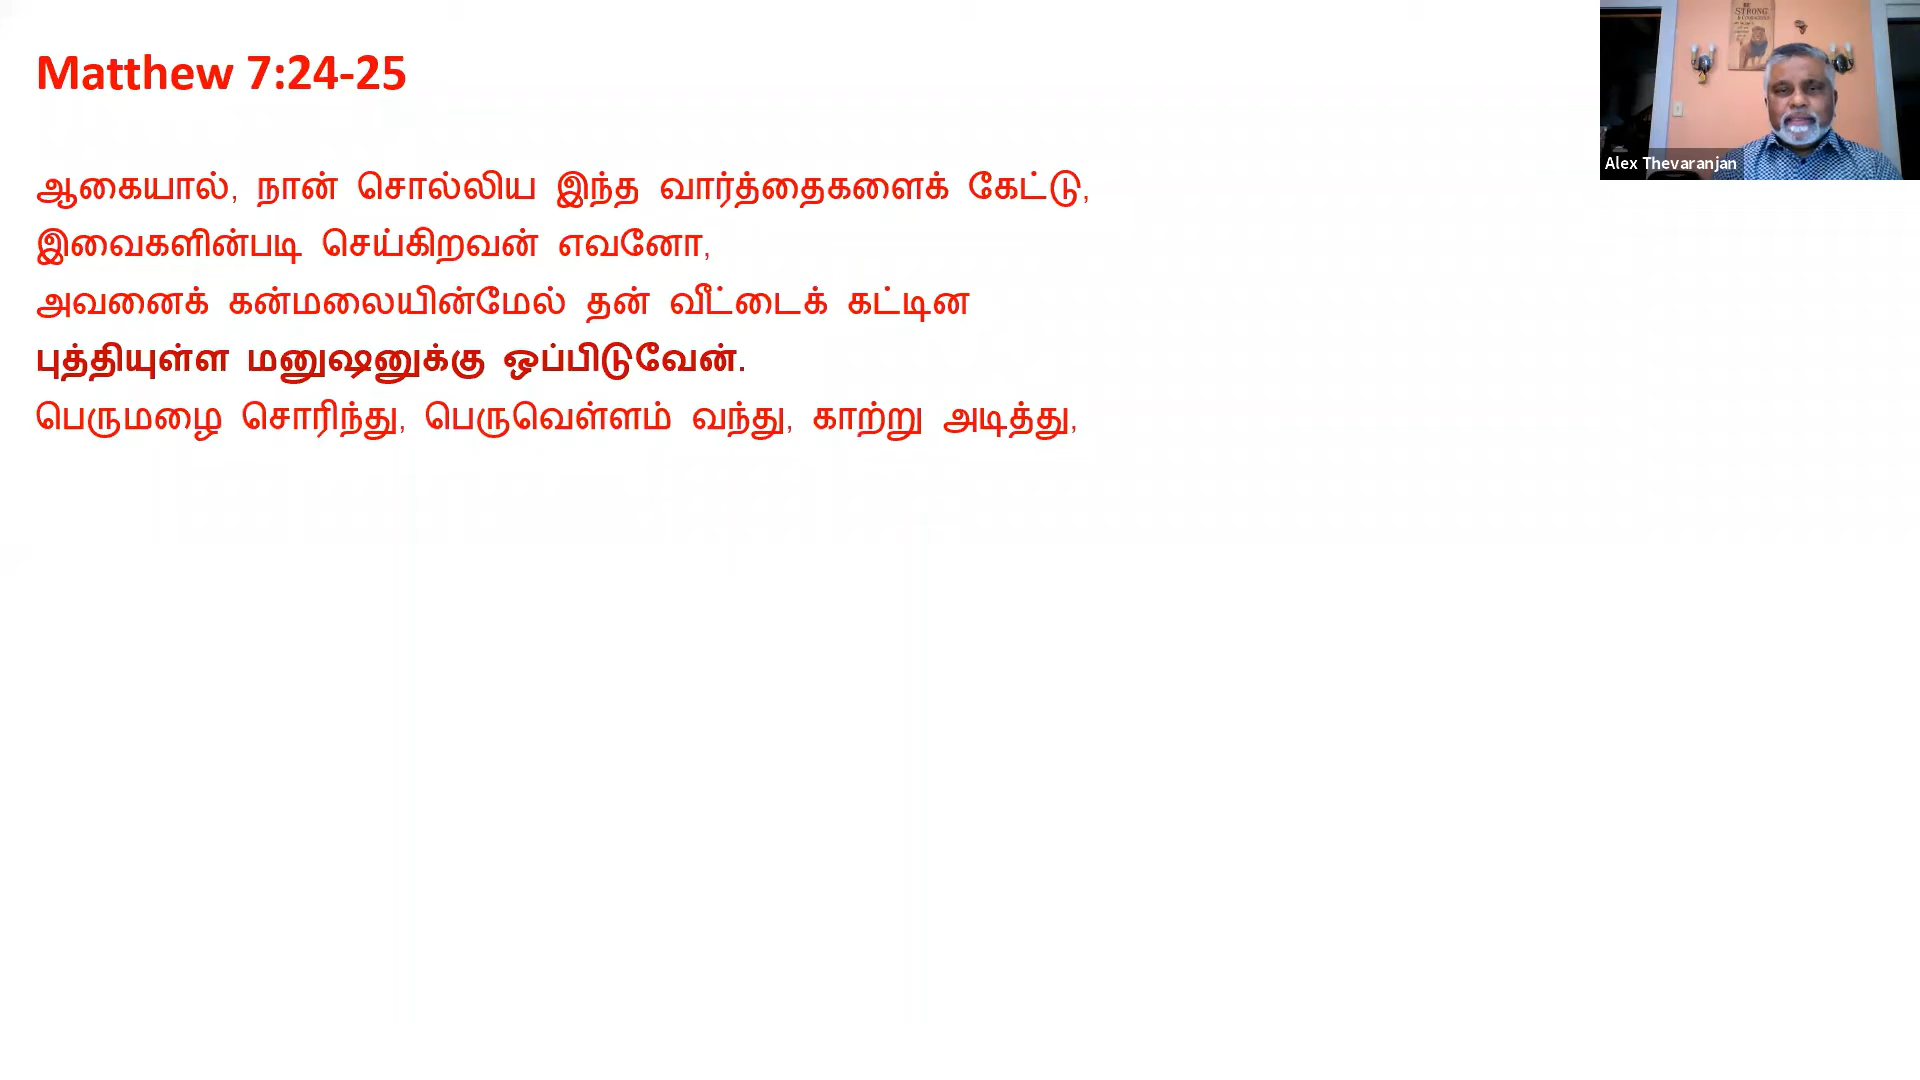 Matthew 7:24-25
ஆகையால், நான் சொல்லிய இந்த வார்த்தைகளைக் கேட்டு,
இவைகளின்படி செய்கிறவன் எவனோ,
அவனைக் கன்மலையின்மேல் தன் வீட்டைக் கட்டின
புத்தியுள்ள மனுஷனுக்கு ஒப்பிடுவேன்.
பெருமழை சொரிந்து, பெருவெள்ளம் வந்து, காற்று அடித்து,
STRONG
Alex Thevaranjan